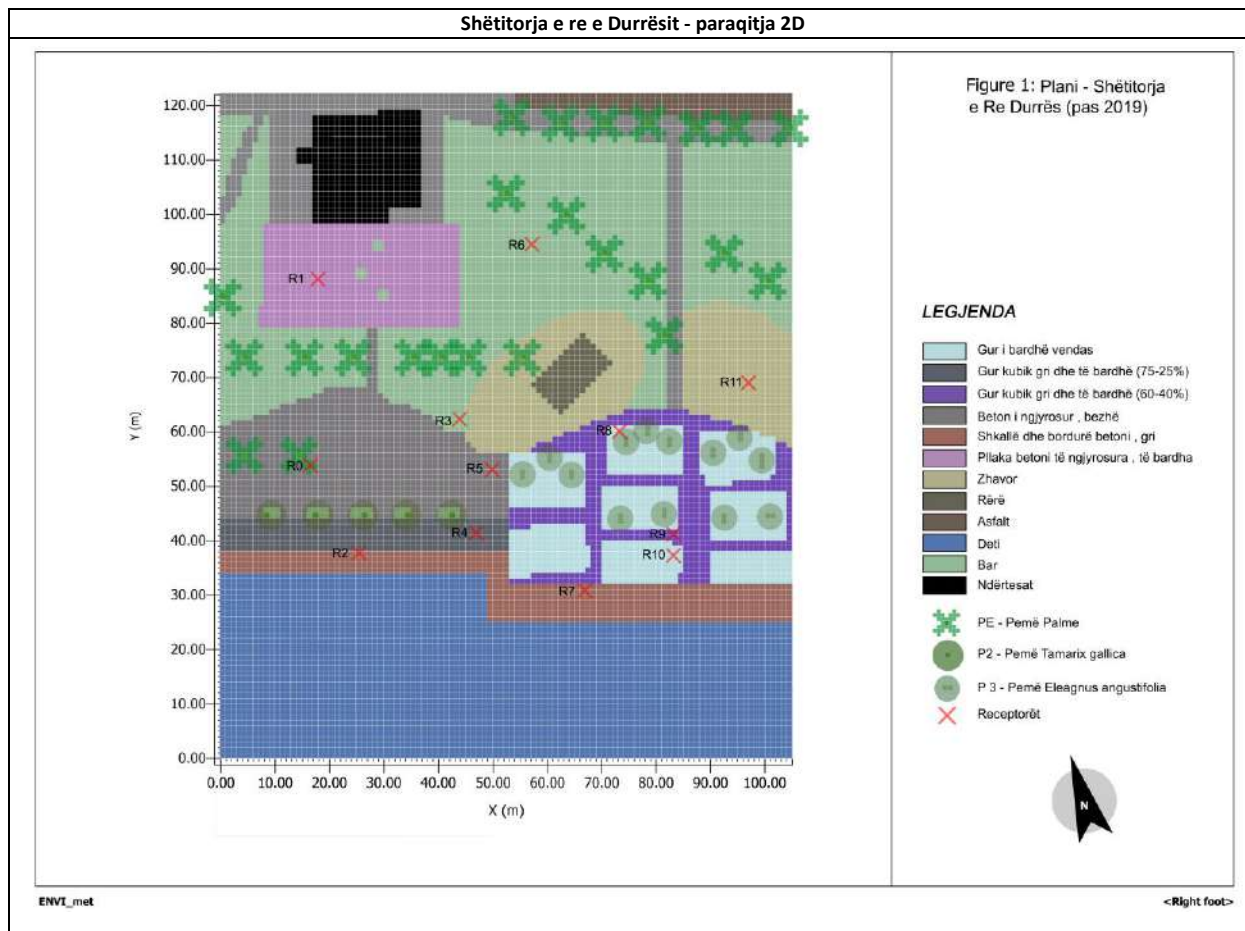 Shëtitorja e re e Durrësit - paraqitja 2D
Figure 1: Plani - Shëtitorja
e Re Durrës (pas 2019)
120.00
110.00
100.00
90.00
80.00
70.00
60.00
50.00
40.00
30.00
20.00
10.00
0.00
Y (m)
0.00 10.00 20.00 30.00 40.00 50.00 60.00 70.00 80.00 90.00 100.00
X (m)
R6
R1
R11
R3
R8
R0
R5
R4
R9
R2
R10
R7
LEGJENDA
Gur i bardhë vendas
Gur kubik gri dhe të bardhë (75-25%)
Gur kubik gri dhe të bardhë (60-40%)
Beton i ngjyrosur , bezhë
Shkallë dhe bordurë betoni , gri
Pllaka betoni të ngjyrosura , të bardha
Zhavor
Rërë
Asfalt
Deti
Bar
Ndërtesat
PE - Pemë Palme
P2 - Pemë Tamarix gallica
P 3 - Pemë Eleagnus angustifolia
Receptorët
N
ENVI_met
<Right foot>